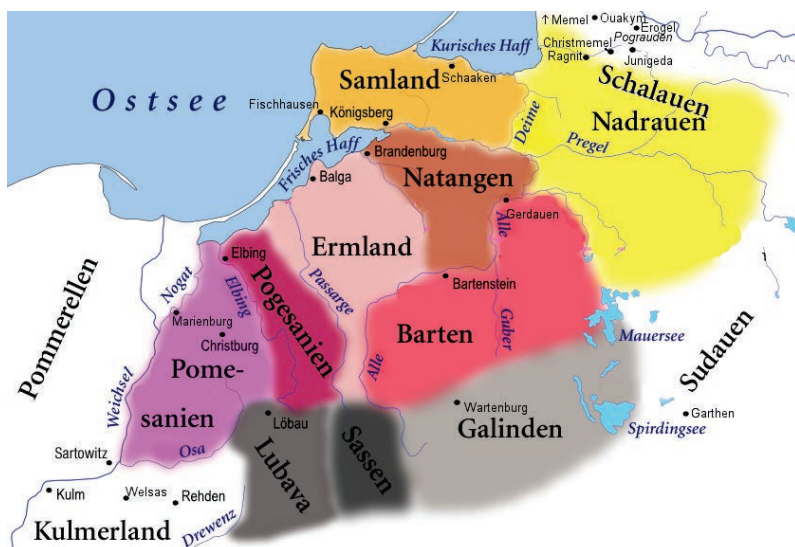 ↑ Memel
Ouakym
Erogel
Kurisches Haff
Christmemel
Pograuden
Ragnit
Junigeda
Samland
Schaaken
Schalauen
Ostsee
Fischhausen
Königsberg
Deime
Nadrauen
Pregel
Frisches Haff
Brandenburg
Balga
Natangen
Gerdauen
Alle
Ermland
Elbing
Nogat
Elbing
Pogesanien
Passarge
Bartenstein
Guber
Marienburg
Christburg
Barten
Mauersee
Pommerellen
Weichsel
Pome-
sanien
Alle
Sudauen
Wartenburg
Garthen
Löbau
Galinden
Spirdingsee
Osa
Sartowitz
Lubava
Sassen
Kulm
Welsas
Rehden
Kulmerland
Drewenz